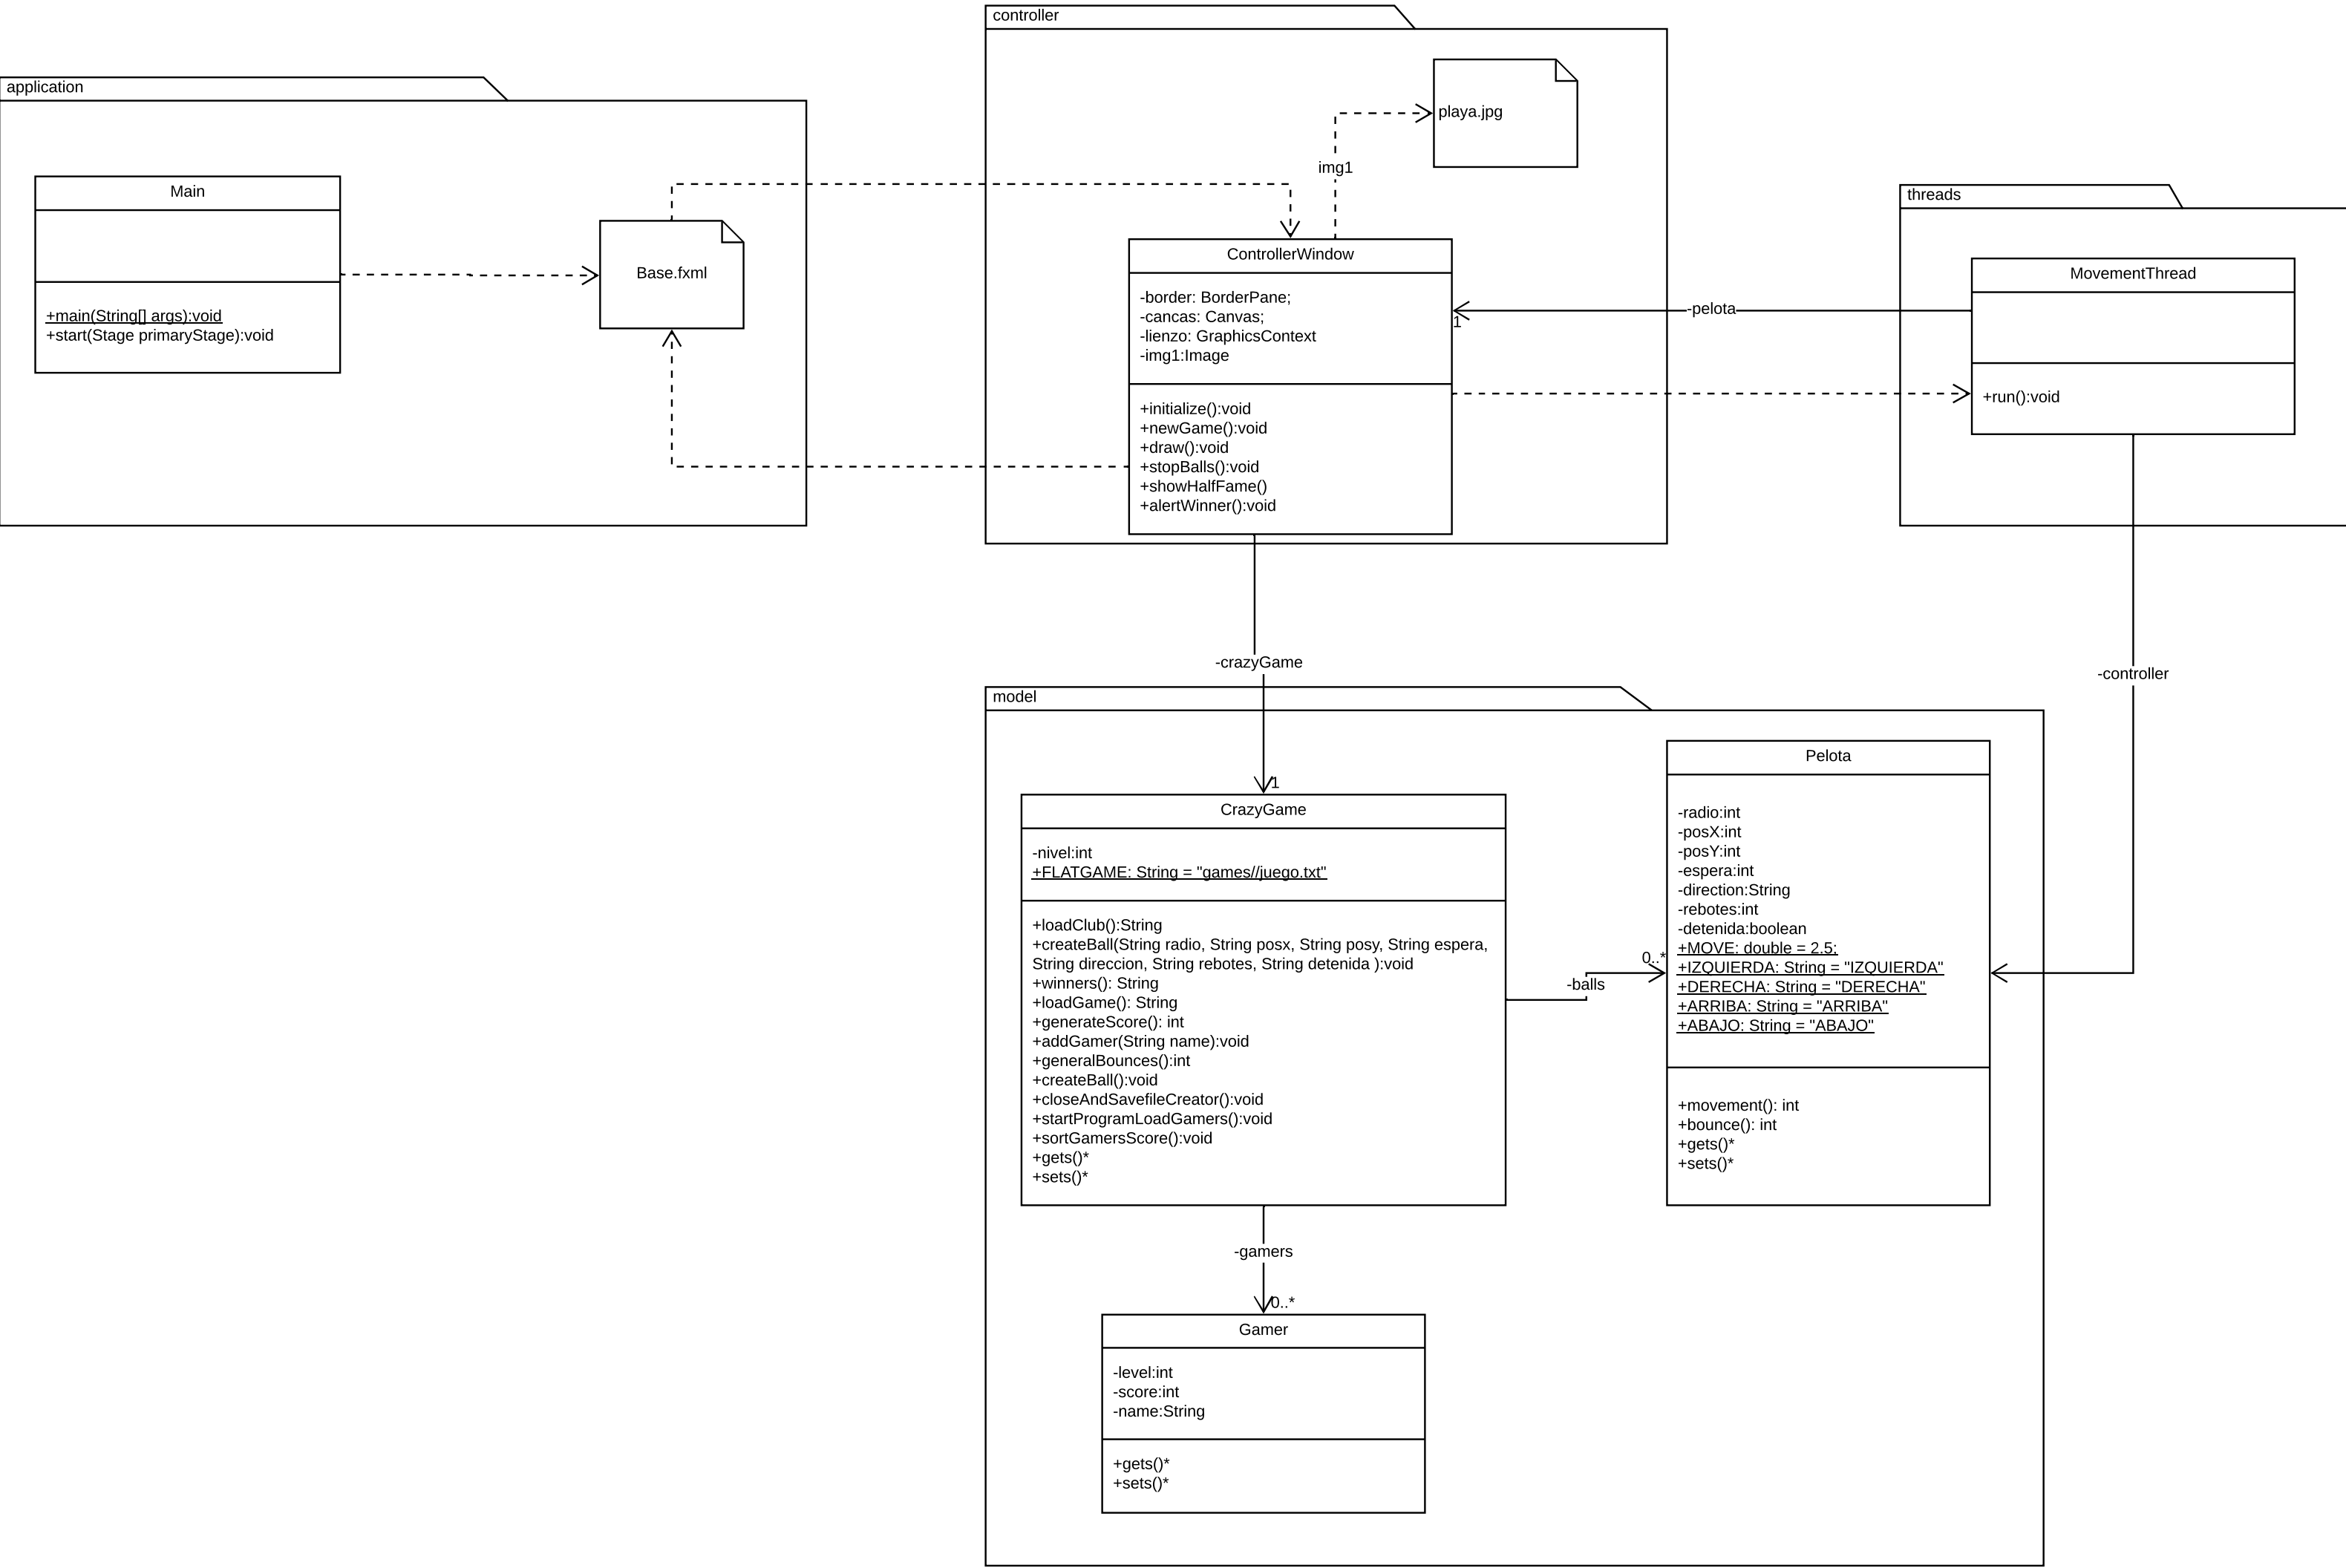 controller
application
playa.jpg
img1
Main
+main(String[] args):void
+start(Stage primaryStage):void
Base.fxml
ControllerWindow
-border: BorderPane;
-cancas: Canvas;
-lienzo: GraphicsContext
-img1:Image
+initialize():void
+newGame():void
+draw():void
+stopBalls():void
+showHalfFame()
+alertWinner():void
threads
MovementThread
+run():void
-pelota
1
-crazyGame
-controller
model
1
CrazyGame
-nivel:int
+FLATGAME: String = "games//juego.txt"
+loadClub():String
+createBall(String radio, String posx, String posy, String espera,
String direccion, String rebotes, String detenida ):void
+winners(): String
+loadGame(): String
+generateScore(): int
+addGamer(String name):void
+generalBounces():int
+createBall():void
+closeAndSavefileCreator():void
+startProgramLoadGamers():void
+sortGamersScore():void
+gets()*
+sets()*
-balls
0..*
Pelota
-radio:int
-posX:int
-posY:int
-espera:int
-direction:String
-rebotes:int
-detenida:boolean
+MOVE: double = 2.5;
+IZQUIERDA: String = "IZQUIERDA"
+DERECHA: String = "DERECHA"
+ARRIBA: String = "ARRIBA"
+ABAJO: String = "ABAJO"
+movement(): int
+bounce(): int
+gets()*
+sets()*
-gamers
0..*
Gamer
-level:int
-score:int
-name:String
+gets()*
+sets()*